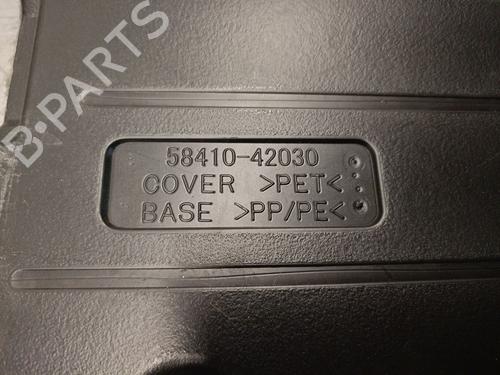 B-PARTS
58410-42030
COVER >PET<
BASE >PP/PE<